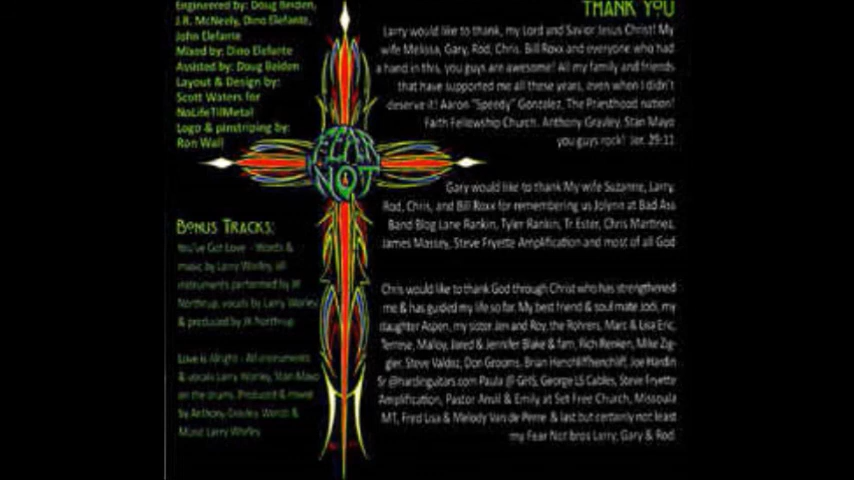 Engineered by: Doug Beiden,
J.R. McNeely, Dino Elefante,
John Elefante
Mixed by: Dino Elefante
Assisted by: Doug Beiden
Layout & Design by:
Scott Waters for
NoLifeTilMetal
Logo & pinstriping by:
Ron Wall
FEAR
NOT
BONUS TRACKS:
You've Got Love - Words &
music by Larry Worley, all
instruments performed by JK
Northrup, vocals by Larry Worley
& produced by JK Northrup
Love is Alright - All instruments
& vocals Larry Worley, Stan Mayo
on the drums. Produced & mixed
by Anthony Gravley Words &
Music Larry Worley
THANK YOU
Larry would like to thank, my Lord and Savior Jesus Christ! My
wife Melissa, Gary, Rod, Chris, Bill Roxx and everyone who had
a hand in this, you guys are awesome! All my family and friends
that have supported me all these years, even when I didn't
deserve it! Aaron "Speedy" Gonzalez, The Priesthood nation!
Faith Fellowship Church, Anthony Gravley, Stan Mayo
you guys rock! Jer. 29:11
Gary would like to thank My wife Suzanne, Larry,
Rod, Chris, and Bill Roxx for remembering us Jolynn at Bad Ass
Band Blog Lane Rankin, Tyler Rankin, Tr Ester, Chris Martinez,
James Massey, Steve Fryette Amplification and most of all God
Chris would like to thank God through Christ who has strengthened
me & has guided my life so far. My best friend & soul mate Jodi, my
daughter Aspen, my sister Jen and Roy, the Rohrers, Marc & Lisa Eric,
Terrese, Malloy, Jared & Jennifer Blake & fam, Rich Renken, Mike Zig-
gler, Steve Valdez, Don Grooms, Brian Joe Hardin
Sr @hardinguitars.com Paula @ GHS, George LS Cables, Steve Fryette
Amplification, Pastor Anvil & Emily at Set Free Church, Missoula
MT, Fred Lisa & Melody Van de Perre & last but certainly not least
my Fear Not bros Larry, Gary & Rod